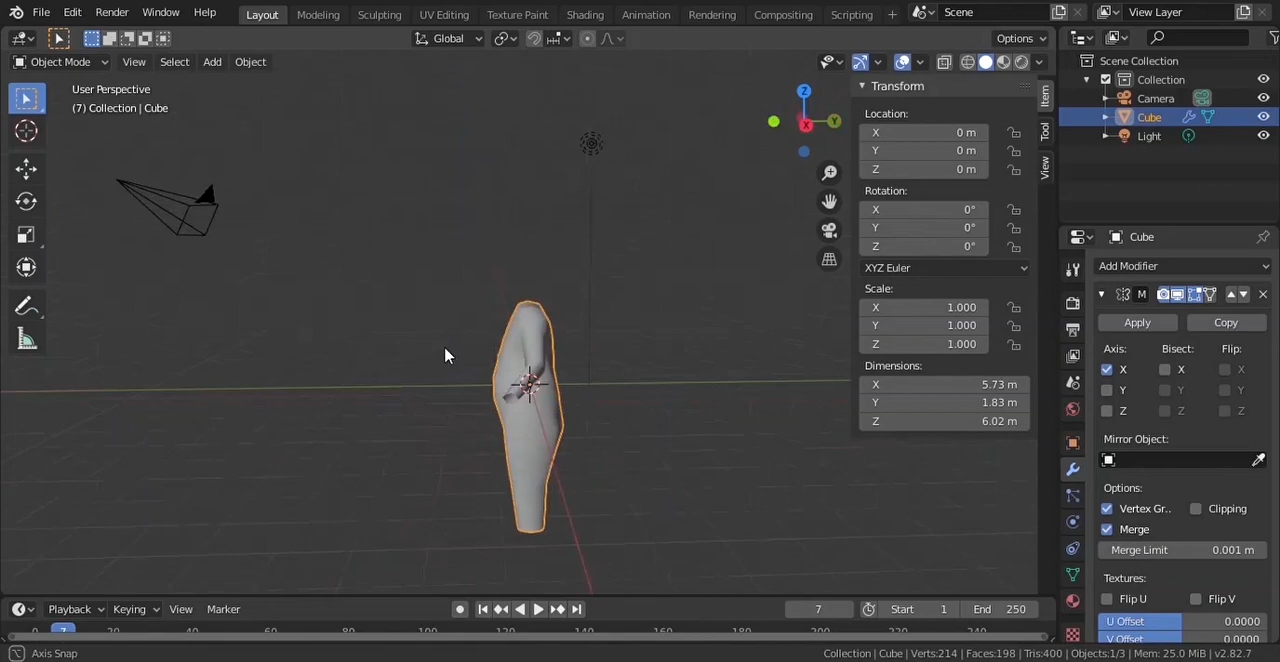 File Edit Render Window Help Layout Modeling Sculpting UV Editing Texture Paint Shading Animation Rendering Compositing Scripting + Scene View Layer
Global Options
Object Mode View Select Add Object
User Perspective
(7) Collection | Cube
Z
Y
X
Transform
Location:
X 0 m
Y 0 m
Z 0 m
Rotation:
X 0°
Y 0°
Z 0°
XYZ Euler
Scale:
X 1.000
Y 1.000
Z 1.000
Dimensions:
X 5.73 m
Y 1.83 m
Z 6.02 m
Item
Tool
View
Scene Collection
Collection
Camera
Cube
Light
Cube
Add Modifier
M
Apply Copy
Axis: Bisect: Flip:
X X X
Y Y Y
Z Z Z
Mirror Object:
Options:
Vertex Gr.. Clipping
Merge
Merge Limit 0.001 m
Textures:
Flip U Flip V
U Offset 0.0000
V Offset 0.0000
Playback Keying View Marker 7 Start 1 End 250
0 7 20 40 60 80 100 120 140 160 180 200 220 240
Axis Snap
Collection | Cube | Verts:214 | Faces:198 | Tris:400 | Objects:1/3 | Mem: 25.0 MiB | v2.82.7